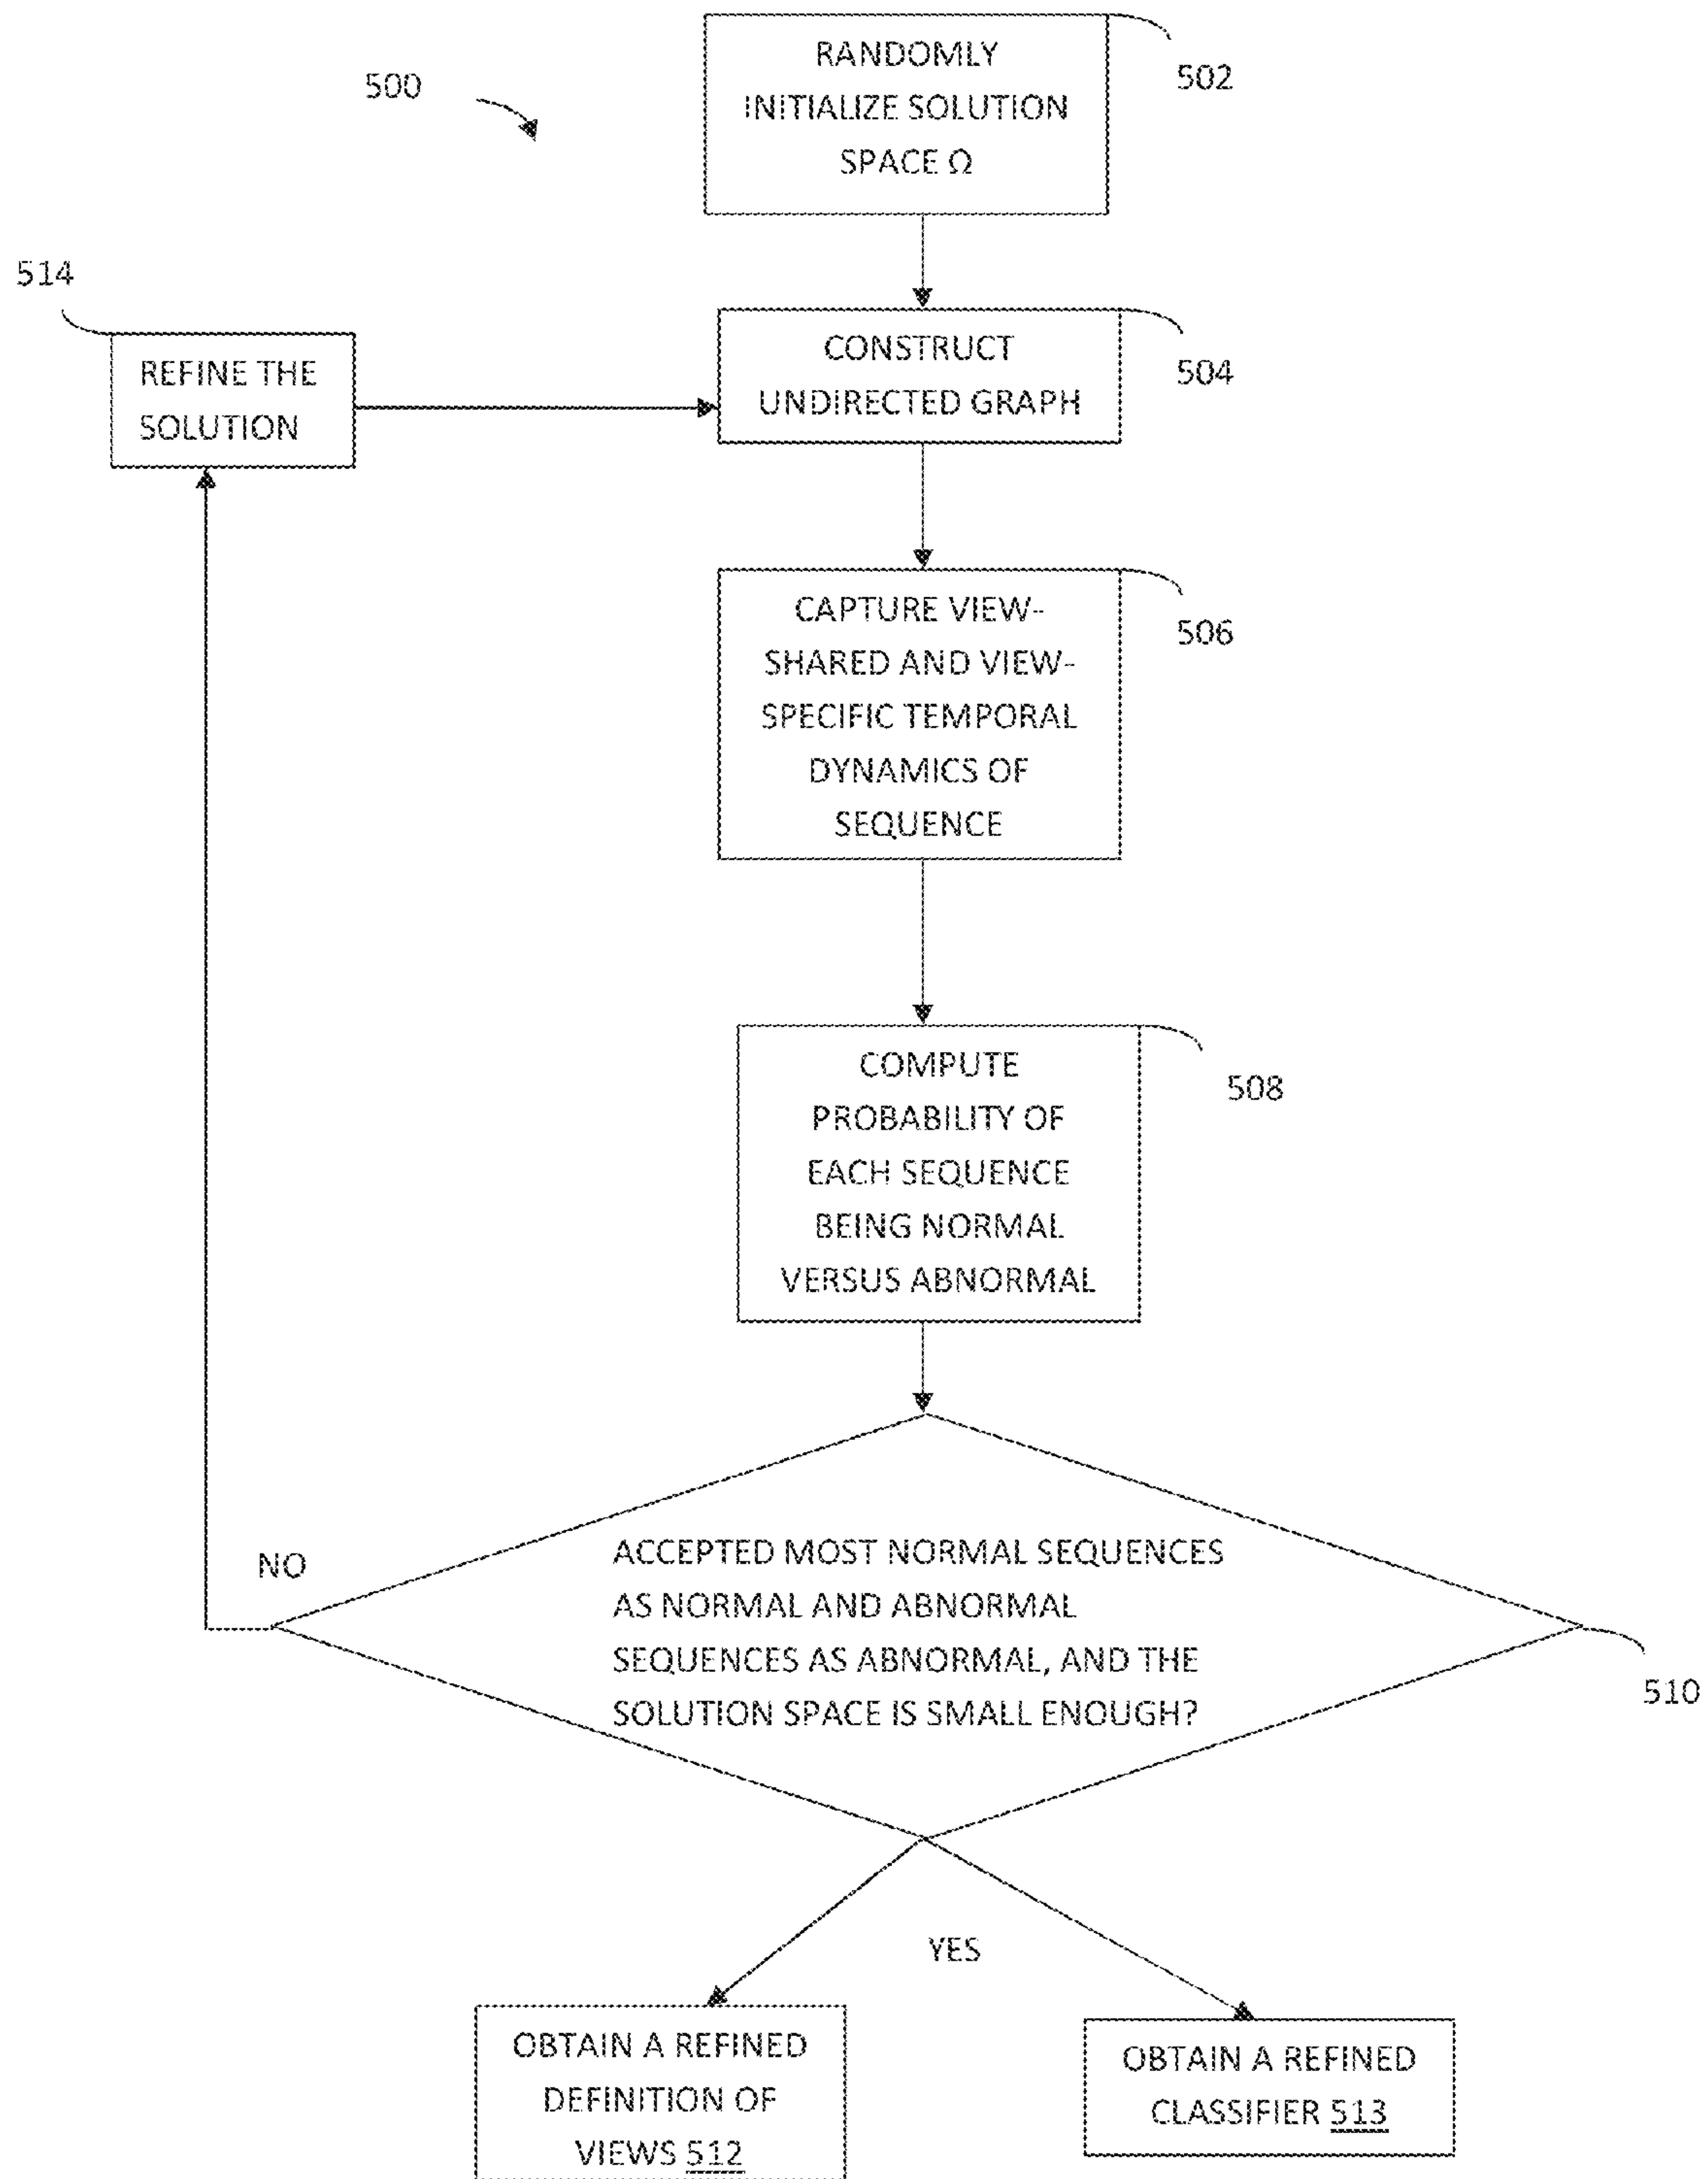 500
RANDOMLY
INITIALIZE SOLUTION
SPACE Ω
502
514
REFINE THE
SOLUTION
CONSTRUCT
UNDIRECTED GRAPH
504
CAPTURE VIEW-
SHARED AND VIEW-
SPECIFIC TEMPORAL
DYNAMICS OF
SEQUENCE
506
COMPUTE
PROBABILITY OF
EACH SEQUENCE
BEING NORMAL
VERSUS ABNORMAL
508
NO
ACCEPTED MOST NORMAL SEQUENCES
AS NORMAL AND ABNORMAL
SEQUENCES AS ABNORMAL, AND THE
SOLUTION SPACE IS SMALL ENOUGH?
510
YES
OBTAIN A REFINED
DEFINITION OF
VIEWS 512
OBTAIN A REFINED
CLASSIFIER 513